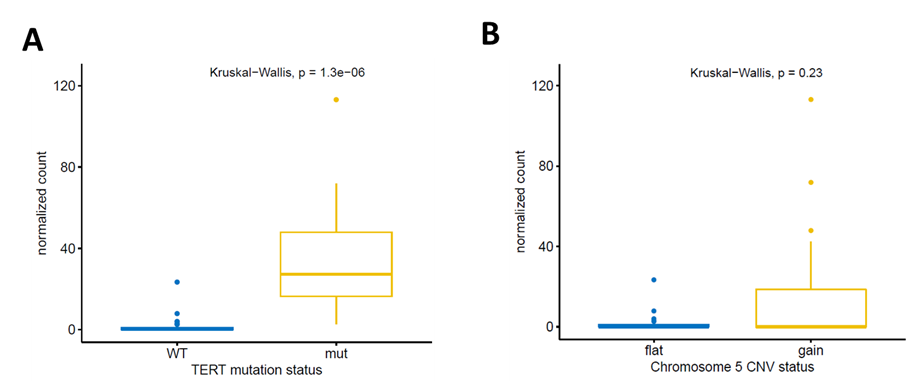 A
Kruskal−Wallis, p = 1.3e−06
120
80
40
0
normalized count
WT
mut
TERT mutation status
B
Kruskal−Wallis, p = 0.23
120
80
40
0
normalized count
flat
gain
Chromosome 5 CNV status